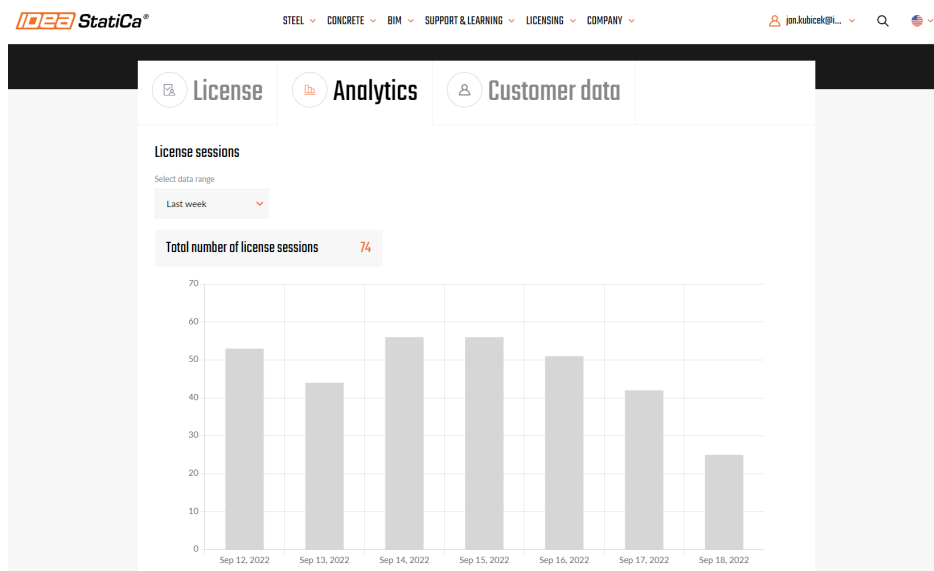 IDEA StatiCa®
STEEL CONCRETE BIM SUPPORT & LEARNING LICENSING COMPANY
jan.kubicek@i...
License Analytics Customer data
License sessions
Select data range
Last week
Total number of license sessions 74
70
60
50
40
30
20
10
0
Sep 12, 2022 Sep 13, 2022 Sep 14, 2022 Sep 15, 2022 Sep 16, 2022 Sep 17, 2022 Sep 18, 2022